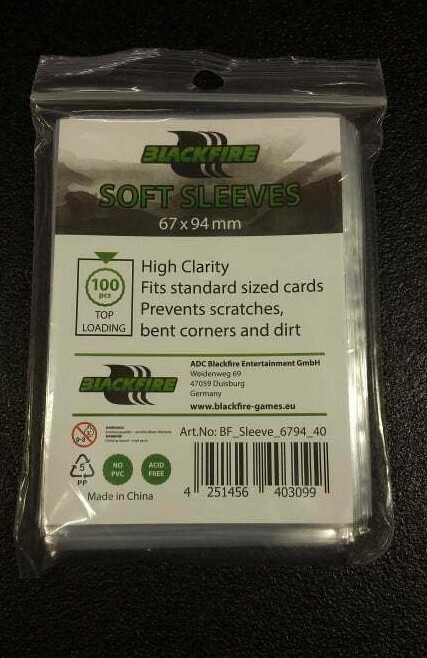 BLACKFIRE
SOFT SLEEVES
67 x 94 mm
100
pcs
TOP
LOADING
High Clarity
Fits standard sized cards
Prevents scratches,
bent corners and dirt
BLACKFIRE
ADC Blackfire Entertainment GmbH
Weidenweg 69
47059 Duisburg
Germany
www.blackfire-games.eu
0-3
Art.No: BF_Sleeve_6794_40
5
PP
NO
PVC
ACID
FREE
Made in China
4 251456 403099